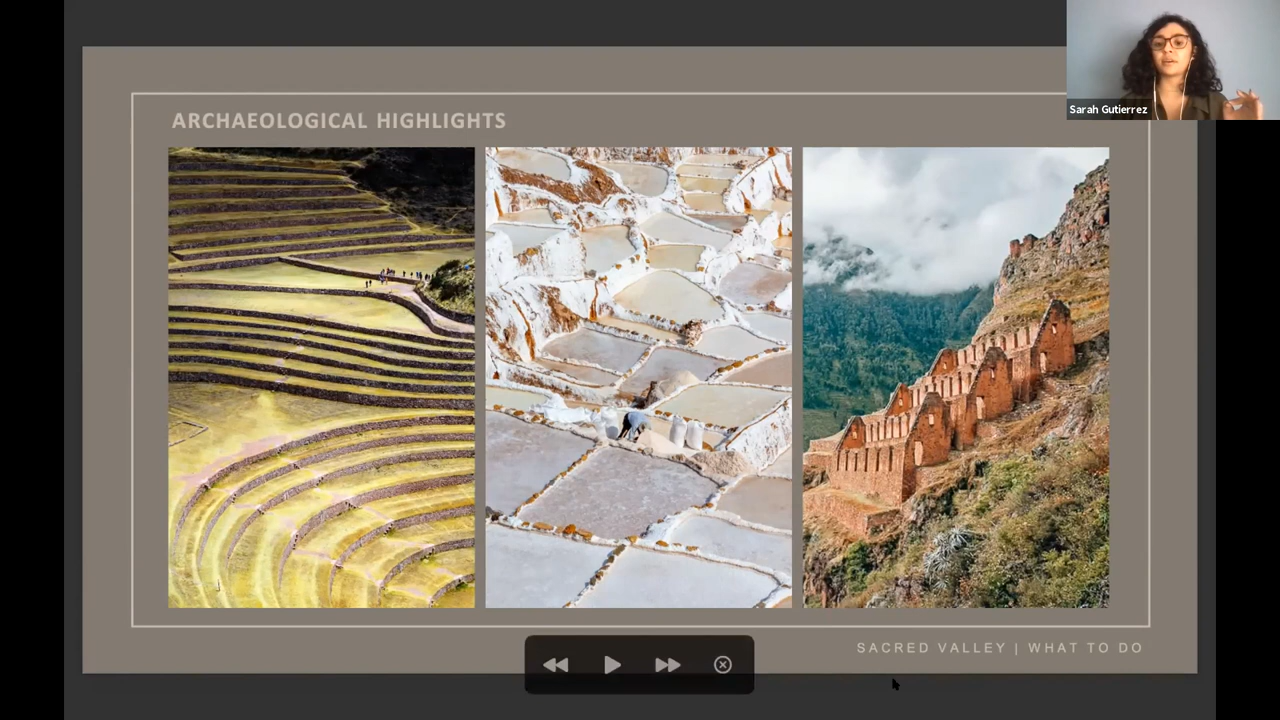 Sarah Gutierrez
ARCHAEOLOGICAL HIGHLIGHTS
SACRED VALLEY | WHAT TO DO